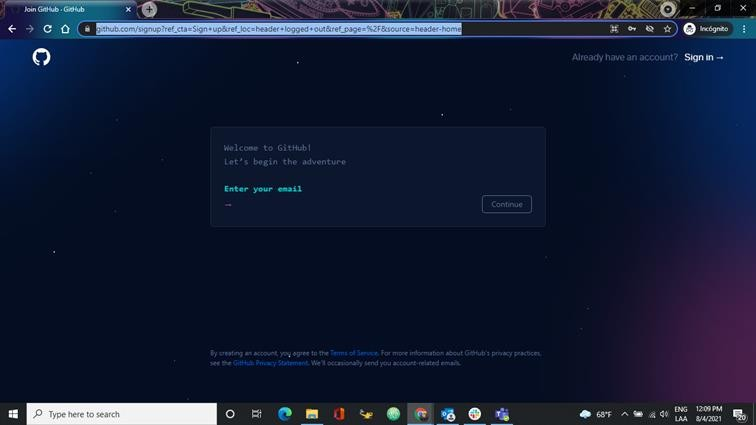 Join GitHub · GitHub
github.com/signup?ref_cta=Sign+up&ref_loc=header+logged+out&ref_page=%2F&source=header-home
Incógnito
Already have an account? Sign in →
Welcome to GitHub!
Let's begin the adventure
Enter your email
→
Continue
By creating an account, you agree to the Terms of Service. For more information about GitHub's privacy practices,
see the GitHub Privacy Statement. We'll occasionally send you account-related emails.
Type here to search
68°F
ENG
LAA
12:09 PM
8/4/2021
20